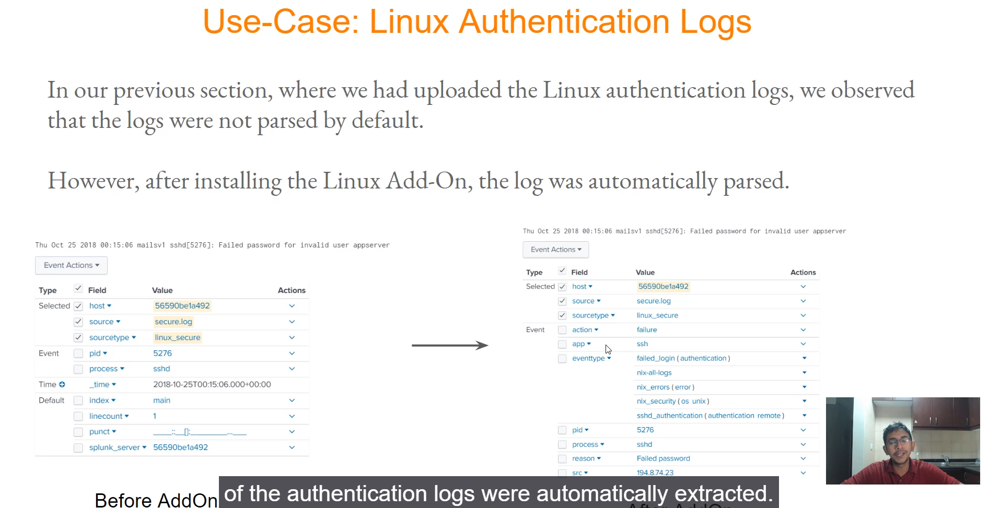 Use-Case: Linux Authentication Logs
In our previous section, where we had uploaded the Linux authentication logs, we observed
that the logs were not parsed by default.
However, after installing the Linux Add-On, the log was automatically parsed.
Thu Oct 25 2018 00:15:06 mailsv1 sshd[5276]: Failed password for invalid user appserver
Event Actions
Type Field Value Actions
Selected host 56590be1a492
source secure.log
sourcetype linux_secure
Event pid 5276
process sshd
Time _time 2018-10-25T00:15:06.000+00:00
Default index main
linecount 1
punct _____::__[]:__________...____
splunk_server 56590be1a492
Before AddOn
Thu Oct 25 2018 00:15:06 mailsv1 sshd[5276]: Failed password for invalid user appserver
Event Actions
Type Field Value Actions
Selected host 56590be1a492
source secure.log
sourcetype linux_secure
Event action failure
app ssh
eventtype failed_login ( authentication )
nix-all-logs
nix_errors ( error )
nix_security ( os unix )
sshd_authentication ( authentication remote )
pid 5276
process sshd
reason Failed password
src 194.8.74.23
After AddOn
of the authentication logs were automatically extracted.